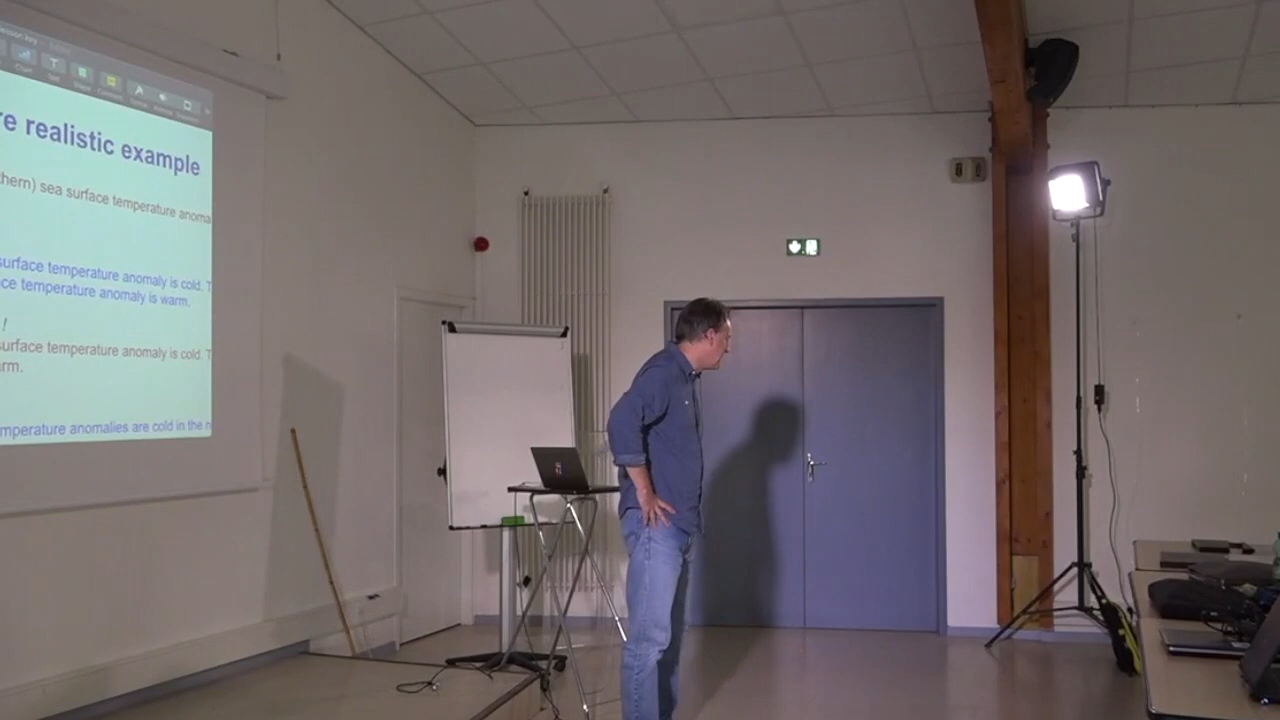 re realistic example
hern) sea surface temperature anoma
surface temperature anomaly is cold. T
ce temperature anomaly is warm.
!
surface temperature anomaly is cold. T
rm.
mperature anomalies are cold in the n